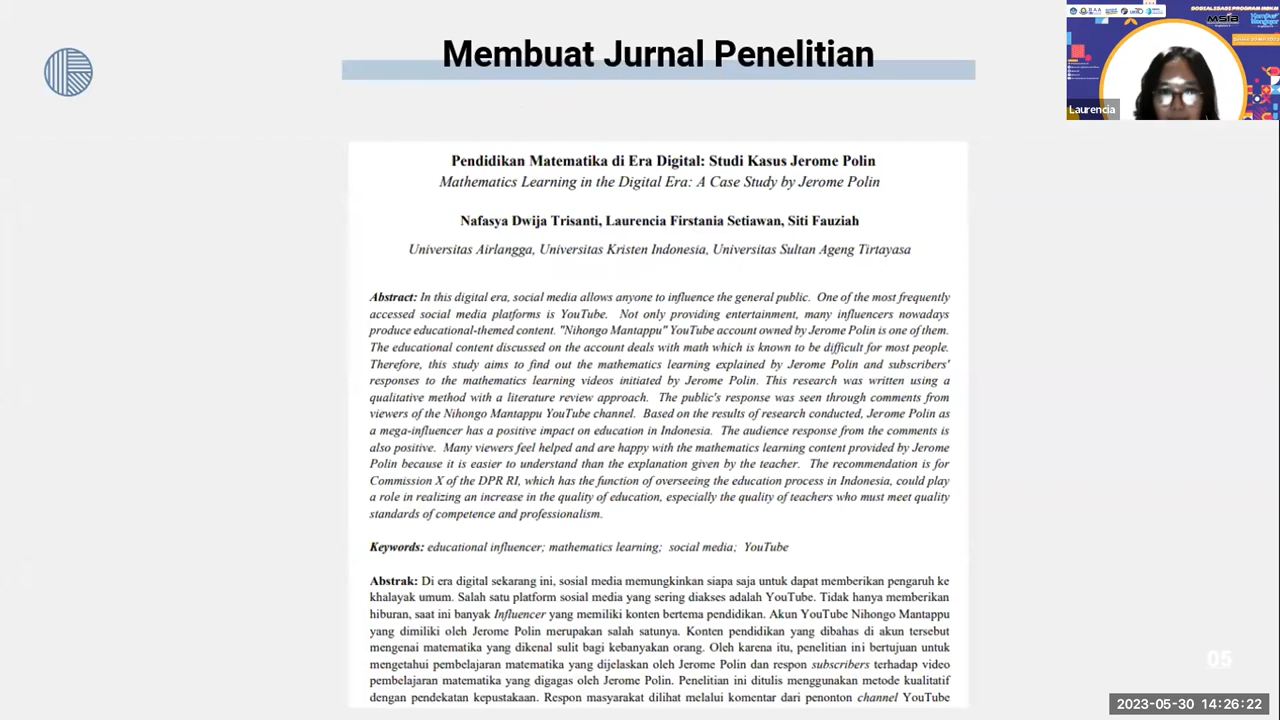 Membuat Jurnal Penelitian
SOSIALISASI PROGRAM MBKM
MSIB
Laurencia
Pendidikan Matematika di Era Digital: Studi Kasus Jerome Polin
Mathematics Learning in the Digital Era: A Case Study by Jerome Polin
Nafasya Dwija Trisanti, Laurencia Firstania Setiawan, Siti Fauziah
Universitas Airlangga, Universitas Kristen Indonesia, Universitas Sultan Ageng Tirtayasa
Abstract: In this digital era, social media allows anyone to influence the general public. One of the most frequently
accessed social media platforms is YouTube. Not only providing entertainment, many influencers nowadays
produce educational-themed content. "Nihongo Mantappu" YouTube account owned by Jerome Polin is one of them.
The educational content discussed on the account deals with math which is known to be difficult for most people.
Therefore, this study aims to find out the mathematics learning explained by Jerome Polin and subscribers'
responses to the mathematics learning videos initiated by Jerome Polin. This research was written using a
qualitative method with a literature review approach. The public's response was seen through comments from
viewers of the Nihongo Mantappu YouTube channel. Based on the results of research conducted, Jerome Polin as
a mega-influencer has a positive impact on education in Indonesia. The audience response from the comments is
also positive. Many viewers feel helped and are happy with the mathematics learning content provided by Jerome
Polin because it is easier to understand than the explanation given by the teacher. The recommendation is for
Commission X of the DPR RI, which has the function of overseeing the education process in Indonesia, could play
a role in realizing an increase in the quality of education, especially the quality of teachers who must meet quality
standards of competence and professionalism.
Keywords: educational influencer; mathematics learning; social media; YouTube
Abstrak: Di era digital sekarang ini, sosial media memungkinkan siapa saja untuk dapat memberikan pengaruh ke
khalayak umum. Salah satu platform sosial media yang sering diakses adalah YouTube. Tidak hanya memberikan
hiburan, saat ini banyak Influencer yang memiliki konten bertema pendidikan. Akun YouTube Nihongo Mantappu
yang dimiliki oleh Jerome Polin merupakan salah satunya. Konten pendidikan yang dibahas di akun tersebut
mengenai matematika yang dikenal sulit bagi kebanyakan orang. Oleh karena itu, penelitian ini bertujuan untuk
mengetahui pembelajaran matematika yang dijelaskan oleh Jerome Polin dan respon subscribers terhadap video
pembelajaran matematika yang digagas oleh Jerome Polin. Penelitian ini ditulis menggunakan metode kualitatif
dengan pendekatan kepustakaan. Respon masyarakat dilihat melalui komentar dari penonton channel YouTube
05
2023-05-30 14:26:22